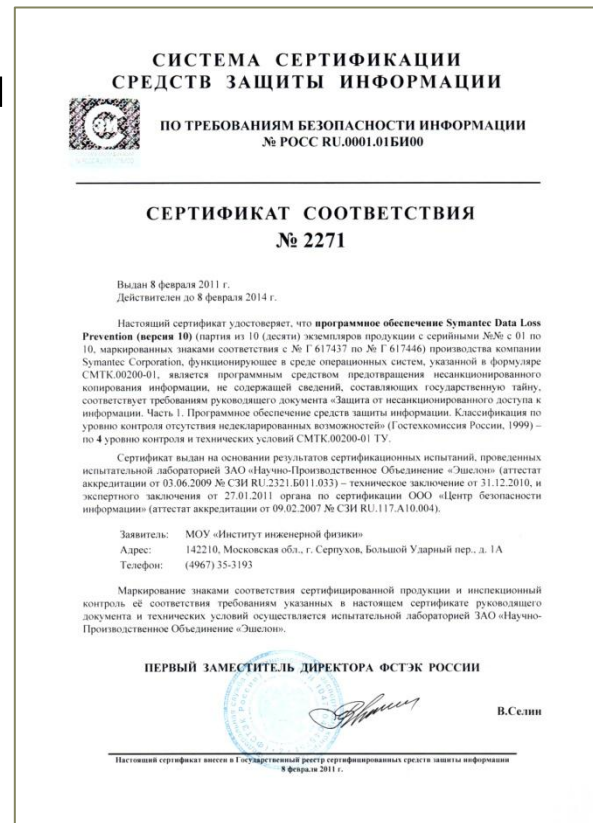 СИСТЕМА СЕРТИФИКАЦИИ
СРЕДСТВ ЗАЩИТЫ ИНФОРМАЦИИ
ПО ТРЕБОВАНИЯМ БЕЗОПАСНОСТИ ИНФОРМАЦИИ
№ РОСС RU.0001.01БИ00
СЕРТИФИКАТ СООТВЕТСТВИЯ
№ 2271
Выдан 8 февраля 2011 г.
Действителен до 8 февраля 2014 г.
Настоящий сертификат удостоверяет, что программное обеспечение Symantec Data Loss
Prevention (версия 10) (партия из 10 (десяти) экземпляров продукции с серийными №№ с 01 по
10, маркированных знаками соответствия с № Г 617437 по № Г 617446) производства компании
Symantec Corporation, функционирующее в среде операционных систем, указанной в формуляре
СМТК.00200-01, является программным средством предотвращения несанкционированного
копирования информации, не содержащей сведений, составляющих государственную тайну,
соответствует требованиям руководящего документа «Защита от несанкционированного доступа к
информации. Часть 1. Программное обеспечение средств защиты информации. Классификация по
уровню контроля отсутствия недекларированных возможностей» (Гостехкомиссия России, 1999) –
по 4 уровню контроля и технических условий СМТК.00200-01 ТУ.
Сертификат выдан на основании результатов сертификационных испытаний, проведенных
испытательной лабораторией ЗАО «Научно-Производственное Объединение «Эшелон» (аттестат
аккредитации от 03.06.2009 № СЗИ RU.2321.Б011.033) – техническое заключение от 31.12.2010, и
экспертного заключения от 27.01.2011 органа по сертификации ООО «Центр безопасности
информации» (аттестат аккредитации от 09.02.2007 № СЗИ RU.117.А10.004).
Заявитель: МОУ «Институт инженерной физики»
Адрес: 142210, Московская обл., г. Серпухов, Большой Ударный пер., д. 1А
Телефон: (4967) 35-3193
Маркирование знаками соответствия сертифицированной продукции и инспекционный
контроль её соответствия требованиям указанных в настоящем сертификате руководящего
документа и технических условий осуществляется испытательной лабораторией ЗАО «Научно-
Производственное Объединение «Эшелон».
ПЕРВЫЙ ЗАМЕСТИТЕЛЬ ДИРЕКТОРА ФСТЭК РОССИИ
В.Селин
Настоящий сертификат внесен в Государственный реестр сертифицированных средств защиты информации
8 февраля 2011 г.